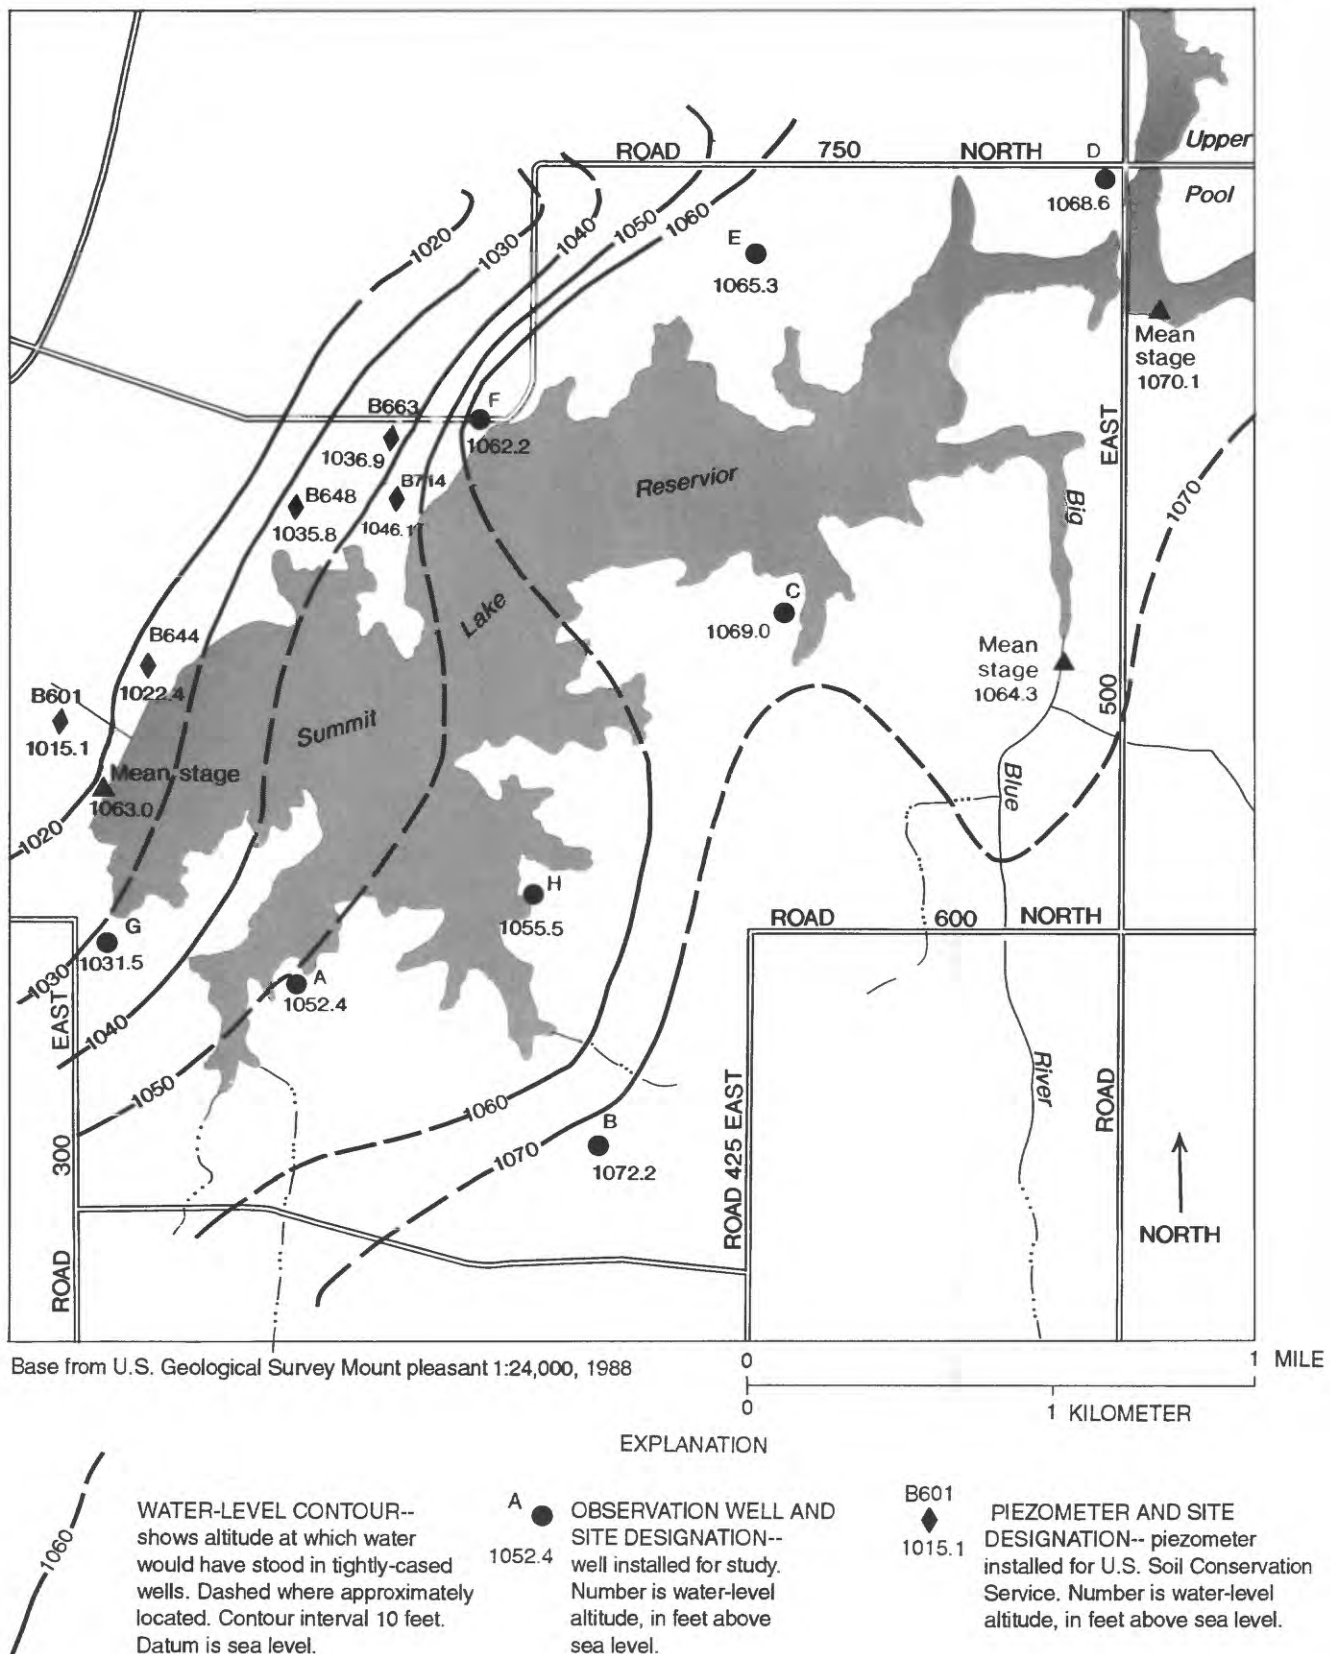 Upper
ROAD 750 NORTH
D
1068.6
Pool
1020
1030
1040
1050
1060
E
1065.3
Mean
stage
1070.1
B663
1036.9
F
1062.2
EAST
B648
1035.8
B714
1046.1
Reservior
Big
1070
Lake
C
1069.0
B644
1022.4
Mean
stage
1064.3
500
B601
1015.1
Summit
Mean stage
1063.0
Blue
1020
H
1055.5
ROAD 600 NORTH
G
1031.5
A
1052.4
1030
EAST
1040
1050
1060
River
ROAD
B
1072.2
1070
300
ROAD
ROAD 425 EAST
NORTH
Base from U.S. Geological Survey Mount pleasant 1:24,000, 1988
0 1 MILE
0 1 KILOMETER
EXPLANATION
1060
WATER-LEVEL CONTOUR--
shows altitude at which water
would have stood in tightly-cased
wells. Dashed where approximately
located. Contour interval 10 feet.
Datum is sea level.
A
1052.4
OBSERVATION WELL AND
SITE DESIGNATION--
well installed for study.
Number is water-level
altitude, in feet above
sea level.
B601
1015.1
PIEZOMETER AND SITE
DESIGNATION-- piezometer
installed for U.S. Soil Conservation
Service. Number is water-level
altitude, in feet above sea level.